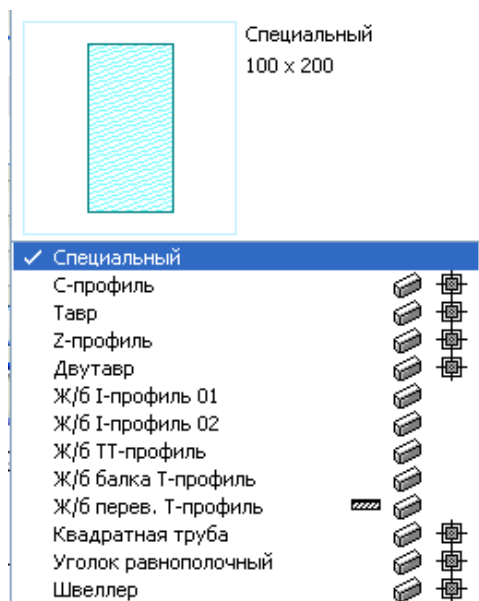 Специальный
100 x 200
Специальный
С-профиль
Тавр
Z-профиль
Двутавр
Ж/б I-профиль 01
Ж/б I-профиль 02
Ж/б ТТ-профиль
Ж/б балка Т-профиль
Ж/б перев. Т-профиль
Квадратная труба
Уголок равнополочный
Швеллер